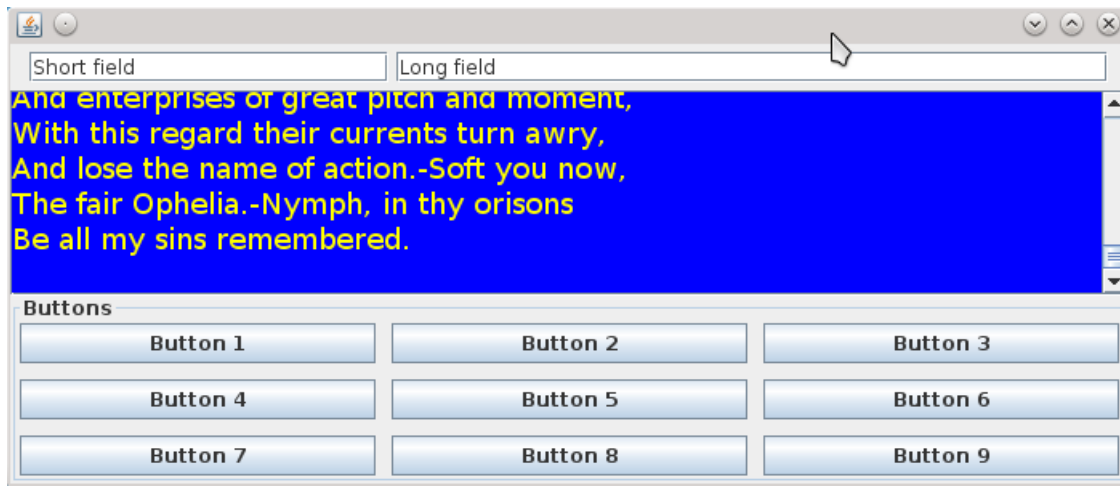 Short field Long field
And enterprises of great pitch and moment,
With this regard their currents turn awry,
And lose the name of action.-Soft you now,
The fair Ophelia.-Nymph, in thy orisons
Be all my sins remembered.
Buttons
Button 1 Button 2 Button 3
Button 4 Button 5 Button 6
Button 7 Button 8 Button 9